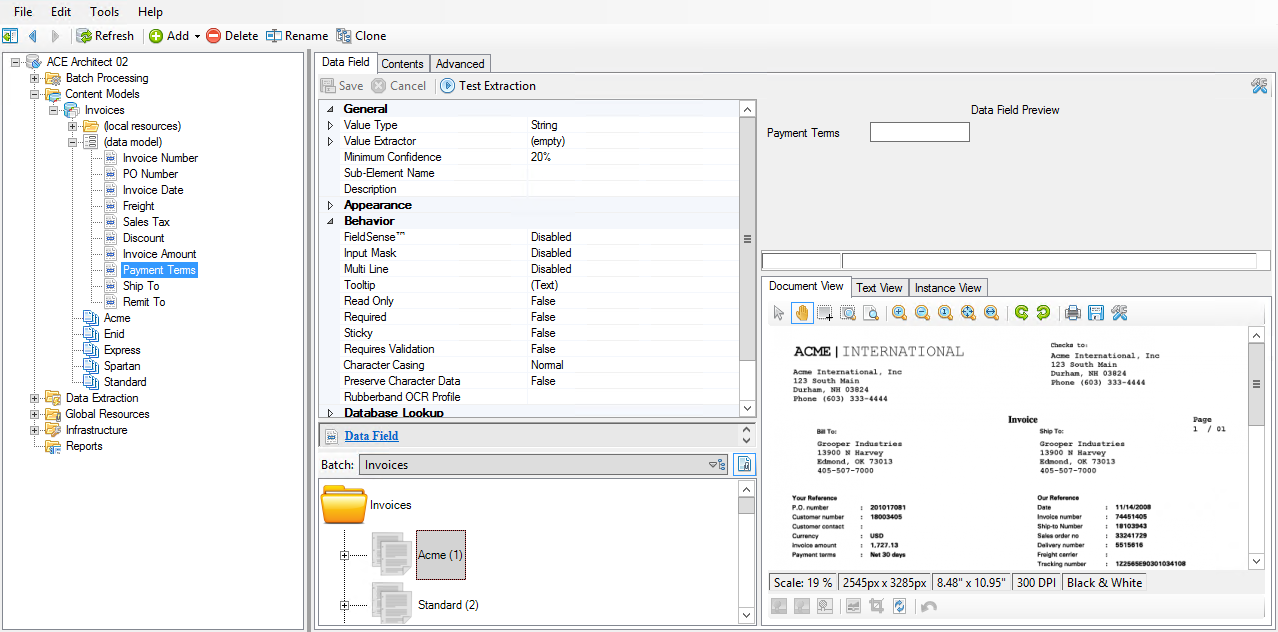 File Edit Tools Help
Refresh Add Delete Rename Clone
ACE Architect 02
Batch Processing
Content Models
Invoices
(local resources)
(data model)
Invoice Number
PO Number
Invoice Date
Freight
Sales Tax
Discount
Invoice Amount
Payment Terms
Ship To
Remit To
Acme
Enid
Express
Spartan
Standard
Data Extraction
Global Resources
Infrastructure
Reports
Data Field Contents Advanced
Save Cancel Test Extraction
General
Value Type String
Value Extractor (empty)
Minimum Confidence 20%
Sub-Element Name
Description
Appearance
Behavior
FieldSense™ Disabled
Input Mask Disabled
Multi Line Disabled
Tooltip (Text)
Read Only False
Required False
Sticky False
Requires Validation False
Character Casing Normal
Preserve Character Data False
Rubberband OCR Profile
Database Lookup
Data Field
Batch: Invoices
Invoices
Acme (1)
Standard (2)
Data Field Preview
Payment Terms
Document View Text View Instance View
ACME | INTERNATIONAL
Acme International, Inc
123 South Main
Durham, NH 03824
Phone (603) 333-4444
Checks to:
Acme International, Inc
123 South Main
Durham, NH 03824
Phone (603) 333-4444
Invoice
Page
1 / 01
Bill To:
Grooper Industries
13900 N Harvey
Edmond, OK 73013
405-507-7000
Ship To:
Grooper Industries
13900 N Harvey
Edmond, OK 73013
405-507-7000
Your Reference
P.O. number : 201017081
Customer number : 18003405
Customer contact :
Currency : USD
Invoice amount : 1,727.13
Payment terms : Net 30 days
Our Reference
Date : 11/14/2008
Invoice number : 74451405
Ship-to Number : 18103943
Sales order no : 33241729
Delivery number : 5515616
Freight carrier :
Tracking number : 1Z2565E90301034108
Scale: 19 % 2545px x 3285px 8.48" x 10.95" 300 DPI Black & White